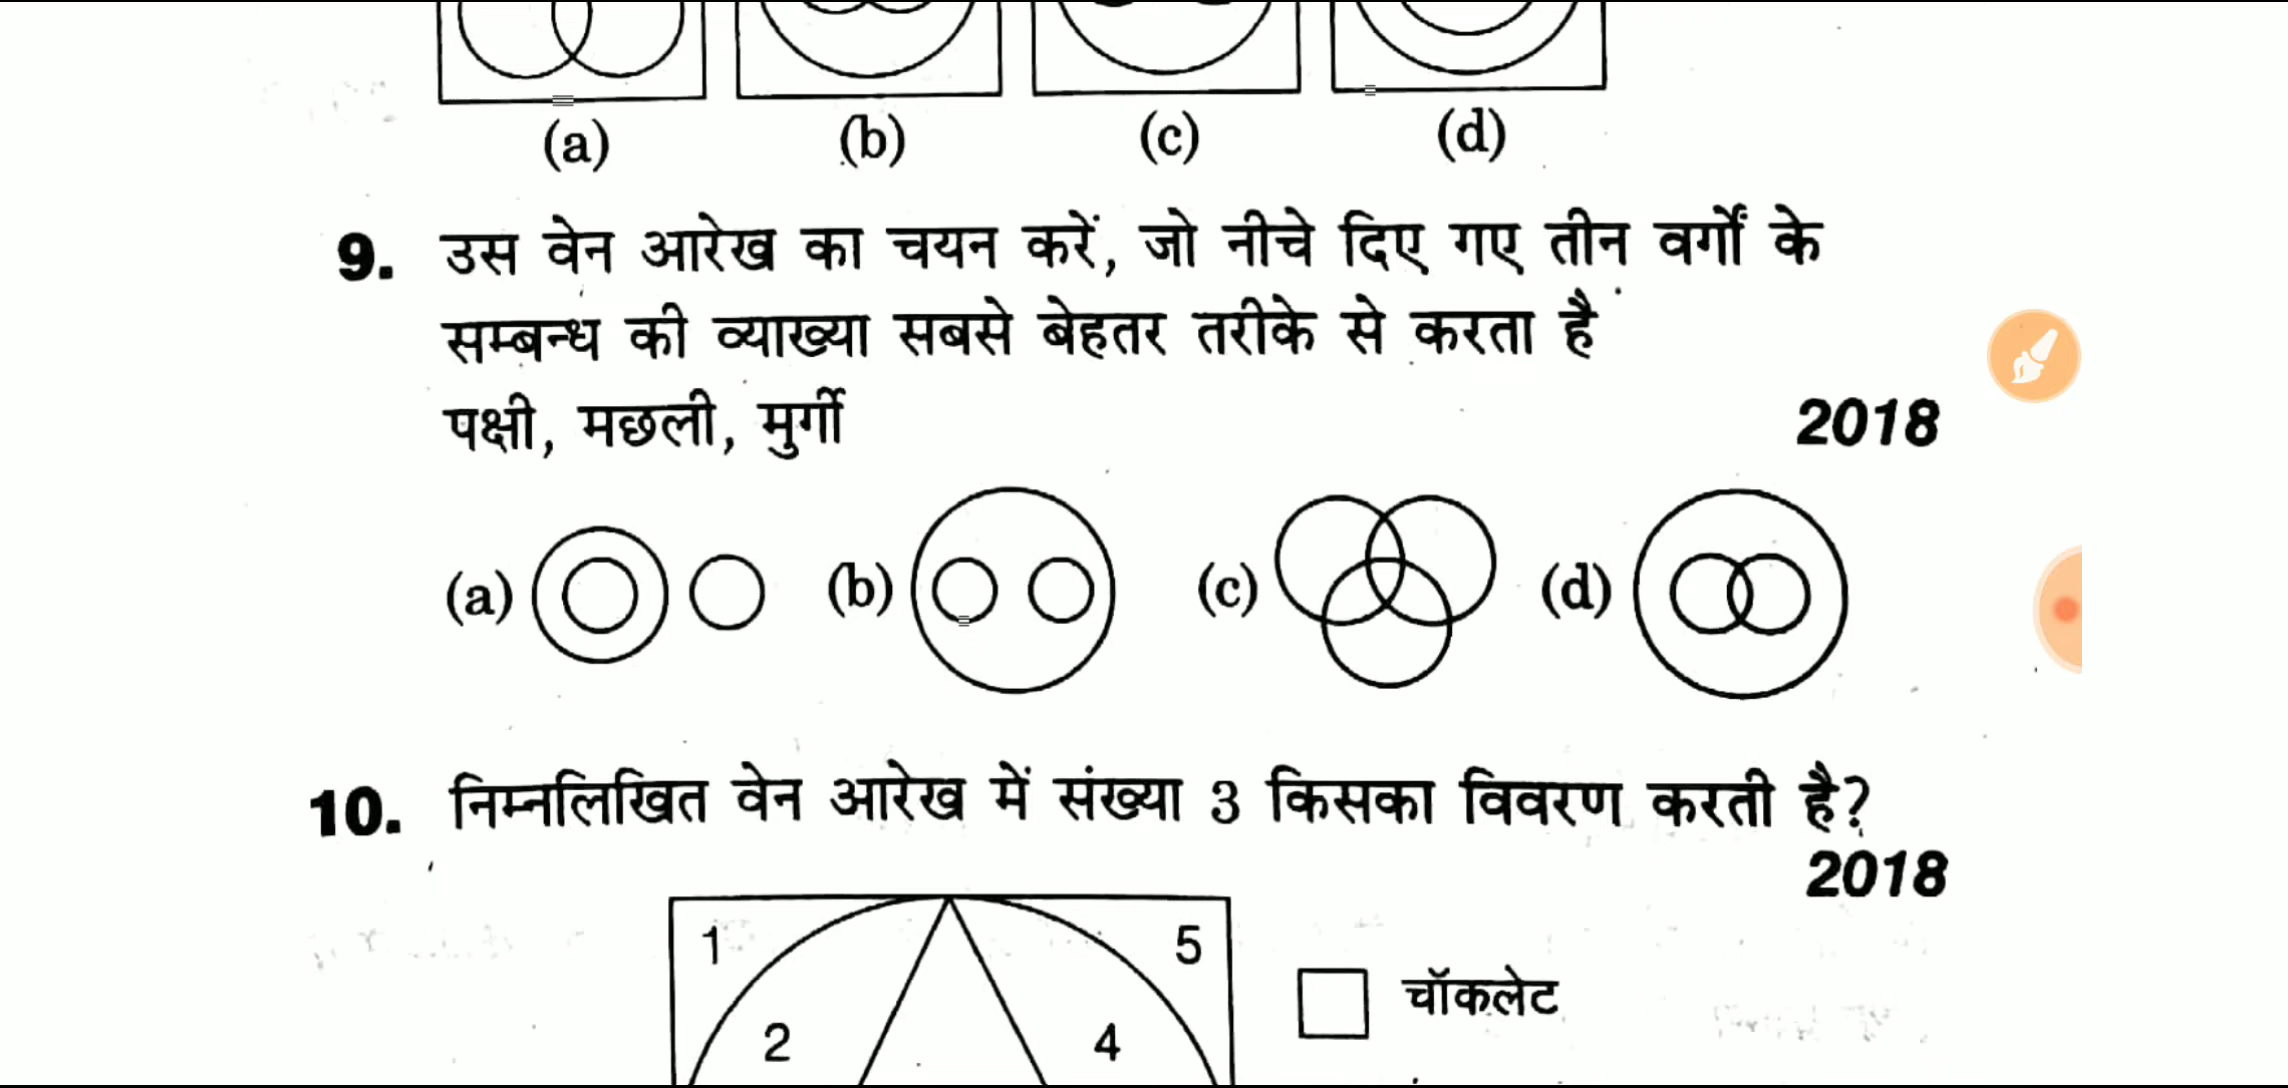 (a) (b) (c) (d)
9. उस वेन आरेख का चयन करें, जो नीचे दिए गए तीन वर्गों के
सम्बन्ध की व्याख्या सबसे बेहतर तरीके से करता है
पक्षी, मछली, मुर्गी 2018
(a) (b) (c) (d)
10. निम्नलिखित वेन आरेख में संख्या 3 किसका विवरण करती है?
2018
1 5
चॉकलेट
2 4